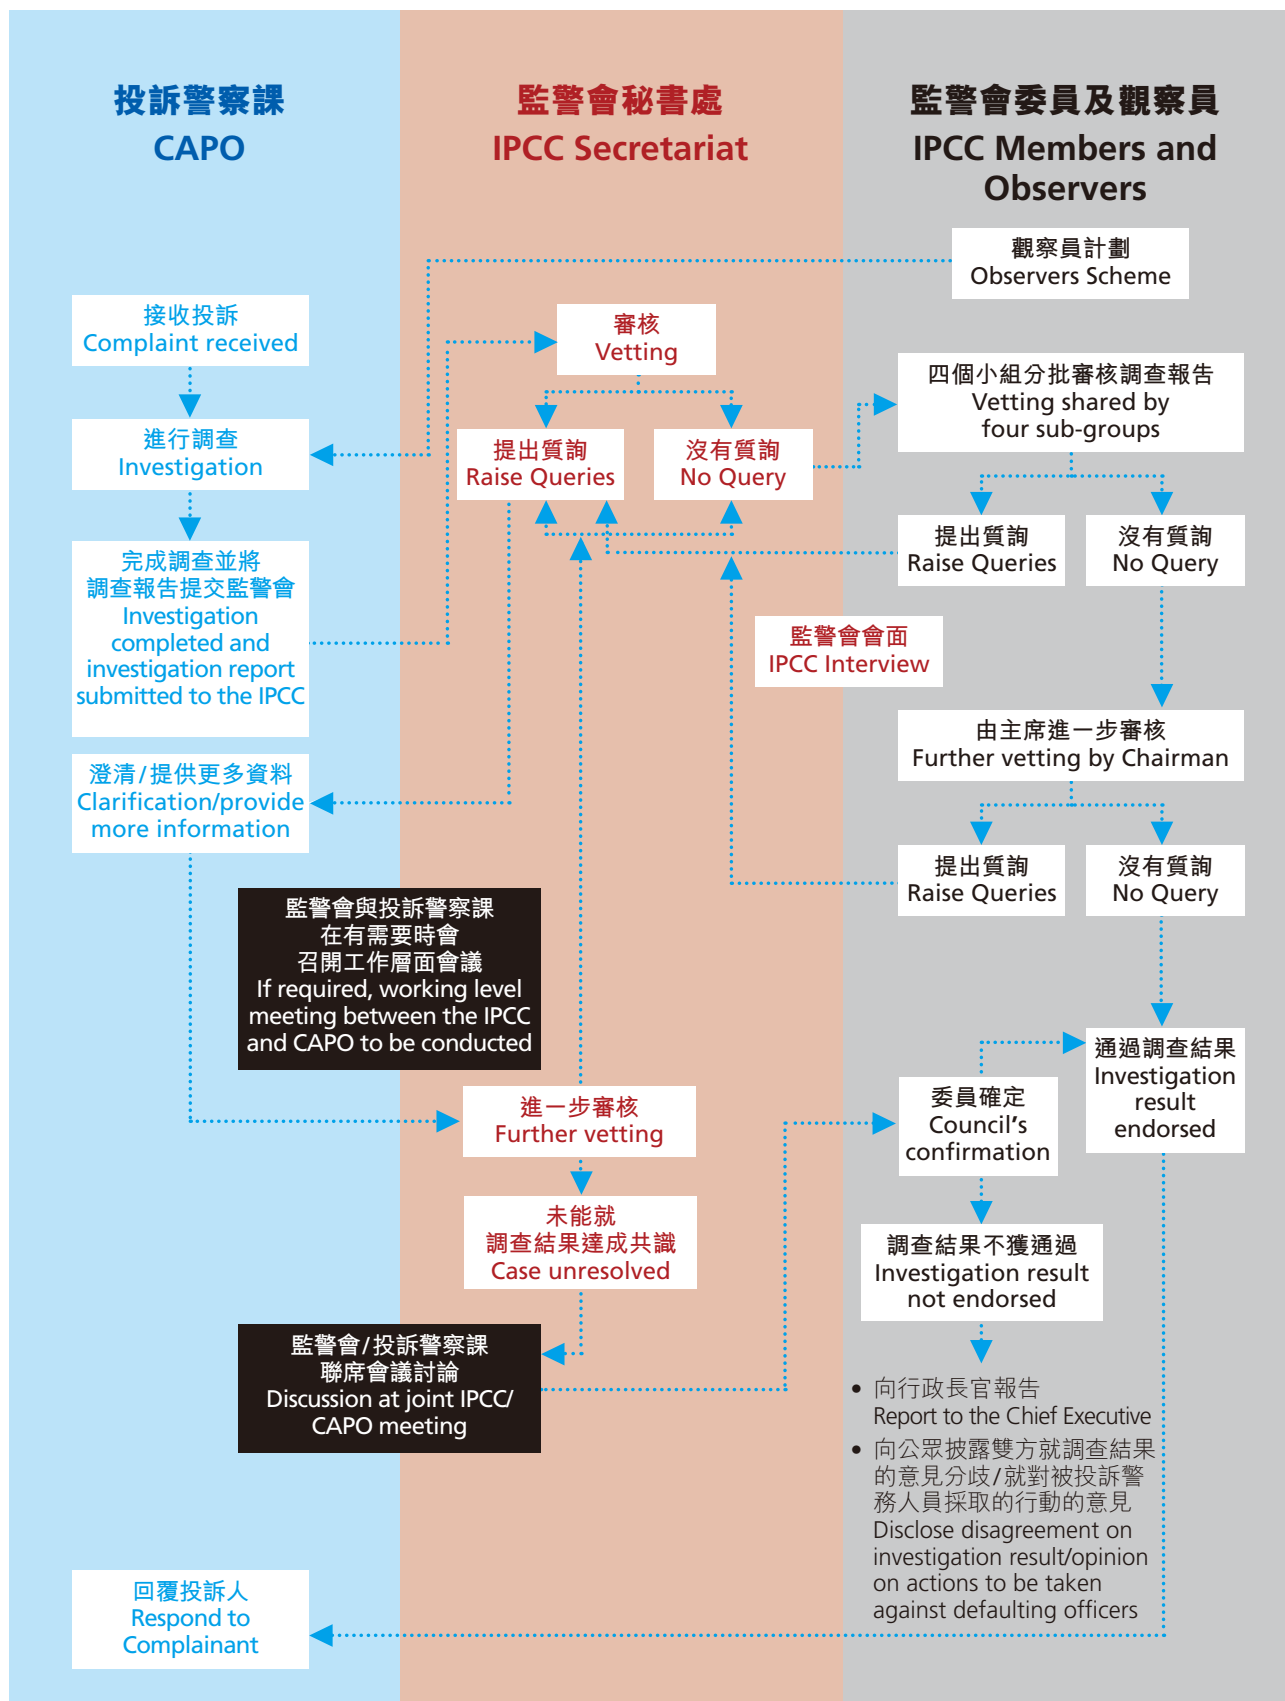 投訴警察課
CAPO
監警會秘書處
IPCC Secretariat
監警會委員及觀察員
IPCC Members and
Observers
觀察員計劃
Observers Scheme
接收投訴
Complaint received
審核
Vetting
四個小組分批審核調查報告
Vetting shared by
four sub-groups
進行調查
Investigation
提出質詢
Raise Queries
沒有質詢
No Query
提出質詢
Raise Queries
沒有質詢
No Query
完成調查並將
調查報告提交監警會
Investigation
completed and
investigation report
submitted to the IPCC
監警會會面
IPCC Interview
由主席進一步審核
Further vetting by Chairman
澄清/提供更多資料
Clarification/provide
more information
提出質詢
Raise Queries
沒有質詢
No Query
監警會與投訴警察課
在有需要時會
召開工作層面會議
If required, working level
meeting between the IPCC
and CAPO to be conducted
通過調查結果
Investigation
result
endorsed
進一步審核
Further vetting
委員確定
Council's
confirmation
未能就
調查結果達成共識
Case unresolved
調查結果不獲通過
Investigation result
not endorsed
監警會/投訴警察課
聯席會議討論
Discussion at joint IPCC/
CAPO meeting
• 向行政長官報告
Report to the Chief Executive
• 向公眾披露雙方就調查結果
的意見分歧/就對被投訴警
務人員採取的行動的意見
Disclose disagreement on
investigation result/opinion
on actions to be taken
against defaulting officers
回覆投訴人
Respond to
Complainant